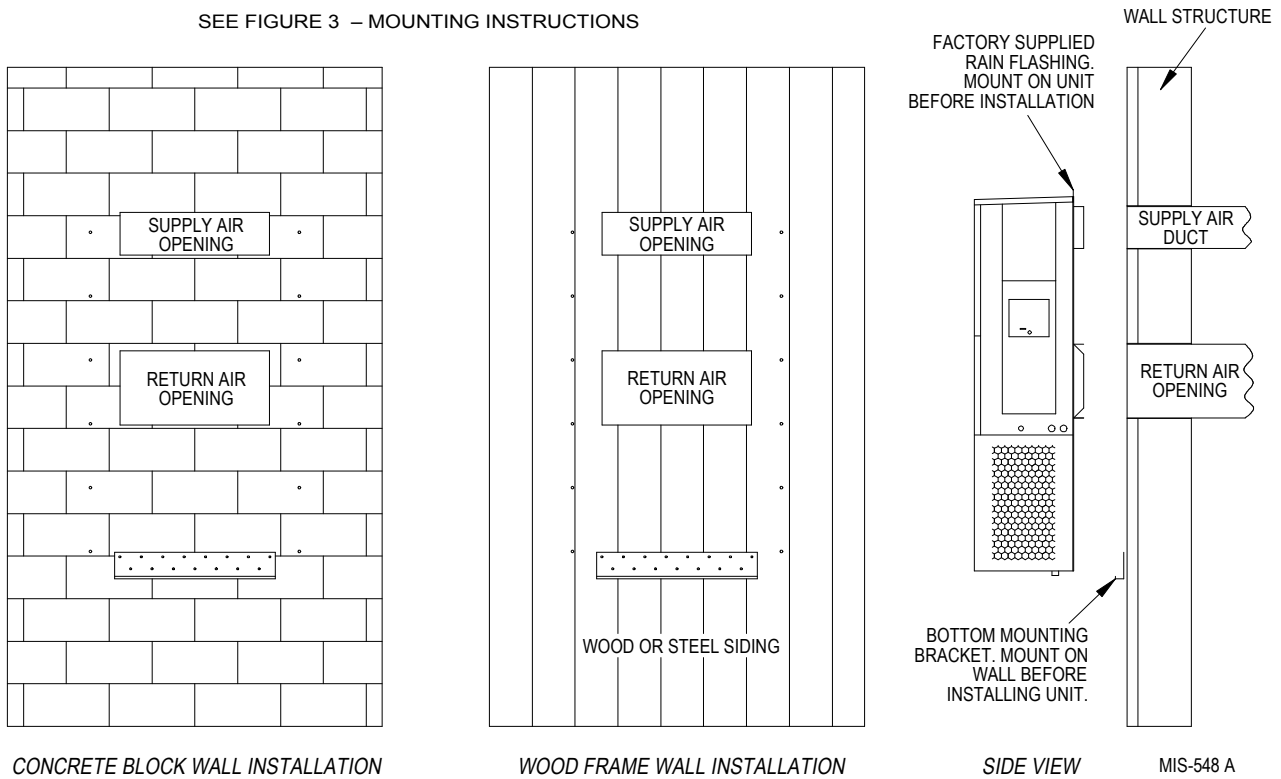 SEE FIGURE 3 – MOUNTING INSTRUCTIONS
WALL STRUCTURE
FACTORY SUPPLIED
RAIN FLASHING.
MOUNT ON UNIT
BEFORE INSTALLATION
SUPPLY AIR
OPENING
RETURN AIR
OPENING
SUPPLY AIR
OPENING
RETURN AIR
OPENING
WOOD OR STEEL SIDING
SUPPLY AIR
DUCT
RETURN AIR
OPENING
BOTTOM MOUNTING
BRACKET. MOUNT ON
WALL BEFORE
INSTALLING UNIT.
CONCRETE BLOCK WALL INSTALLATION
WOOD FRAME WALL INSTALLATION
SIDE VIEW
MIS-548 A